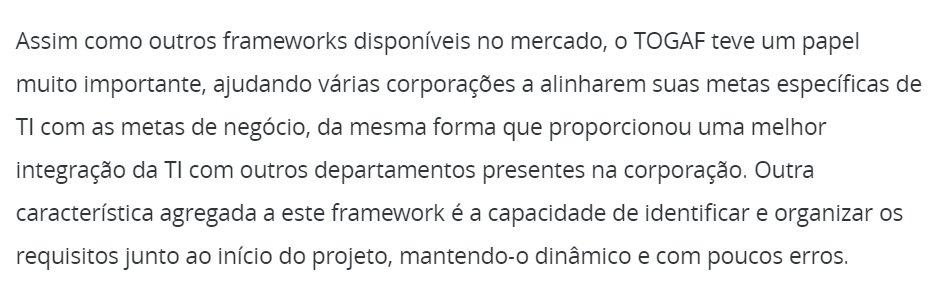 Assim como outros frameworks disponíveis no mercado, o TOGAF teve um papel
muito importante, ajudando várias corporações a alinharem suas metas específicas de
TI com as metas de negócio, da mesma forma que proporcionou uma melhor
integração da TI com outros departamentos presentes na corporação. Outra
característica agregada a este framework é a capacidade de identificar e organizar os
requisitos junto ao início do projeto, mantendo-o dinâmico e com poucos erros.